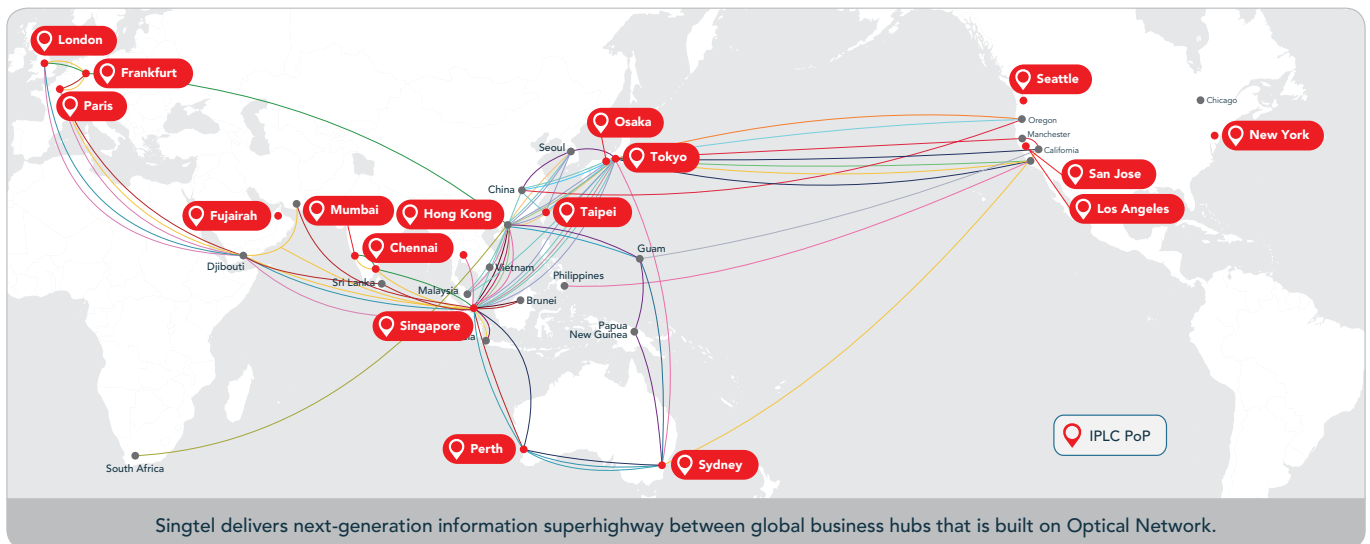 London
Frankfurt
Paris
Seattle
Chicago
Osaka
Oregon
Manchester
New York
Seoul
Tokyo
California
China
San Jose
Fujairah
Mumbai
Hong Kong
Taipei
Los Angeles
Chennai
Guam
Djibouti
Vietnam
Sri Lanka
Malaysia
Philippines
Brunei
Singapore
Papua
New Guinea
IPLC PoP
Perth
Sydney
South Africa
Singtel delivers next-generation information superhighway between global business hubs that is built on Optical Network.